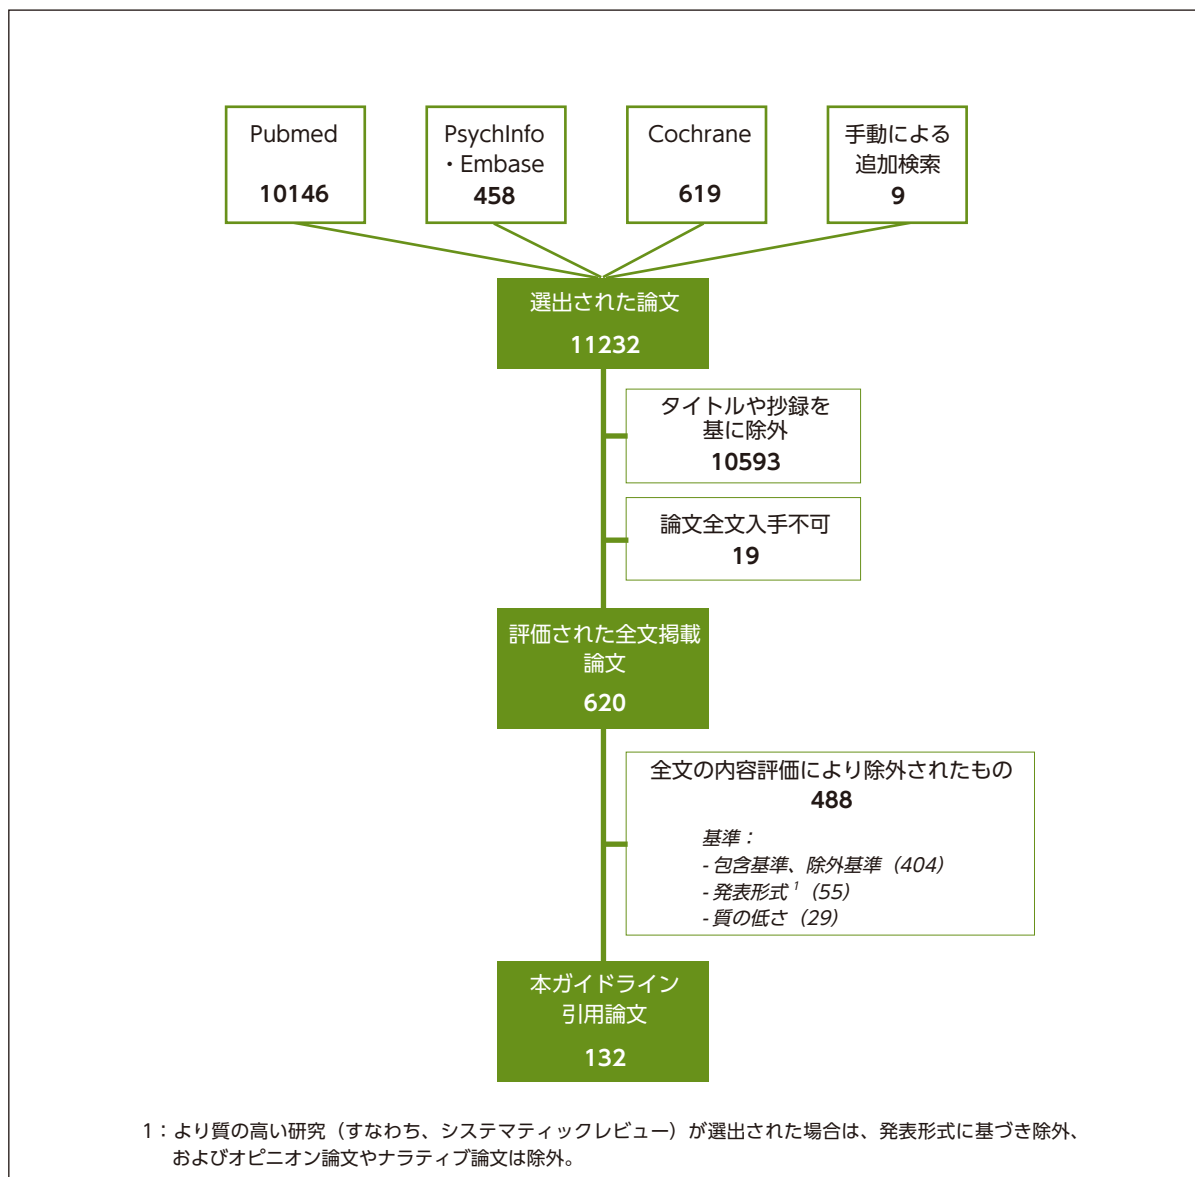 Pubmed
10146
PsychInfo
・Embase
458
Cochrane
619
手動による
追加検索
9
選出された論文
11232
タイトルや抄録を
基に除外
10593
論文全文入手不可
19
評価された全文掲載
論文
620
全文の内容評価により除外されたもの
488
基準：
- 包含基準、除外基準（404）
- 発表形式 1（55）
- 質の低さ（29）
本ガイドライン
引用論文
132
1：より質の高い研究（すなわち、システマティックレビュー）が選出された場合は、発表形式に基づき除外、
およびオピニオン論文やナラティブ論文は除外。